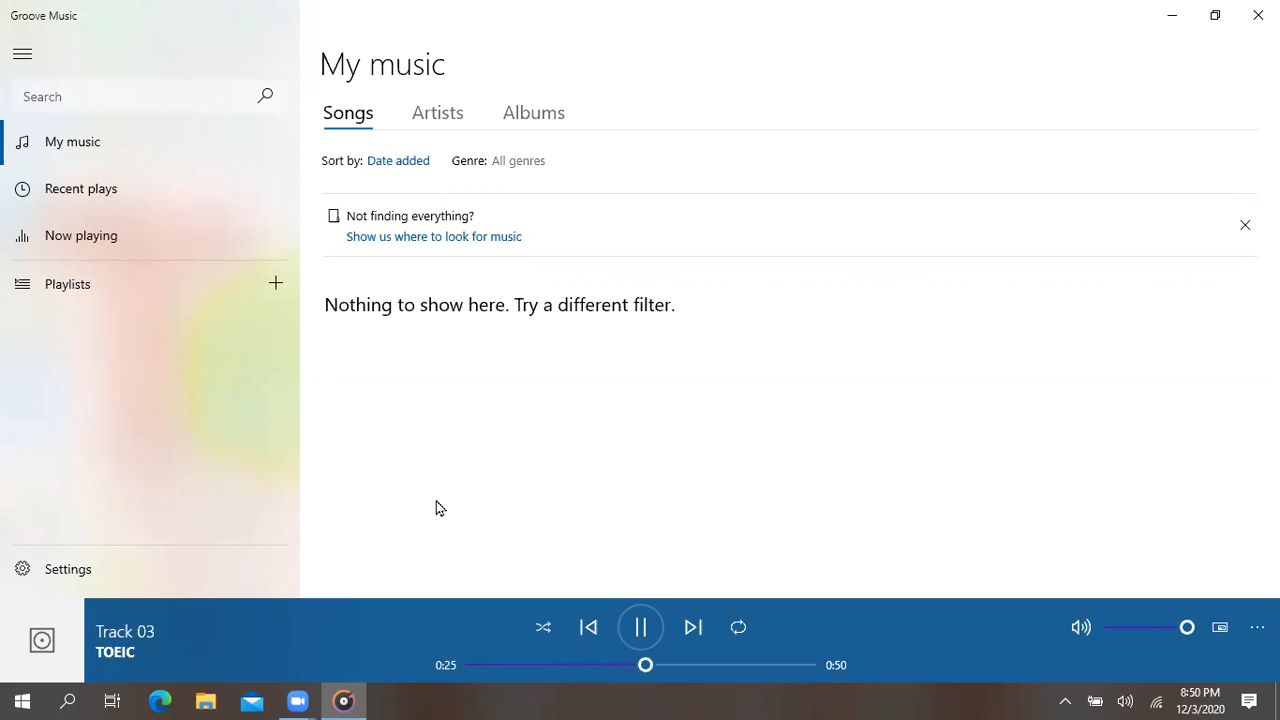 Groove Music
Search
My music
Recent plays
Now playing
Playlists
Settings
My music
Songs Artists Albums
Sort by: Date added Genre: All genres
Not finding everything?
Show us where to look for music
Nothing to show here. Try a different filter.
Track 03
TOEIC
0:25 0:50
8:50 PM
12/3/2020